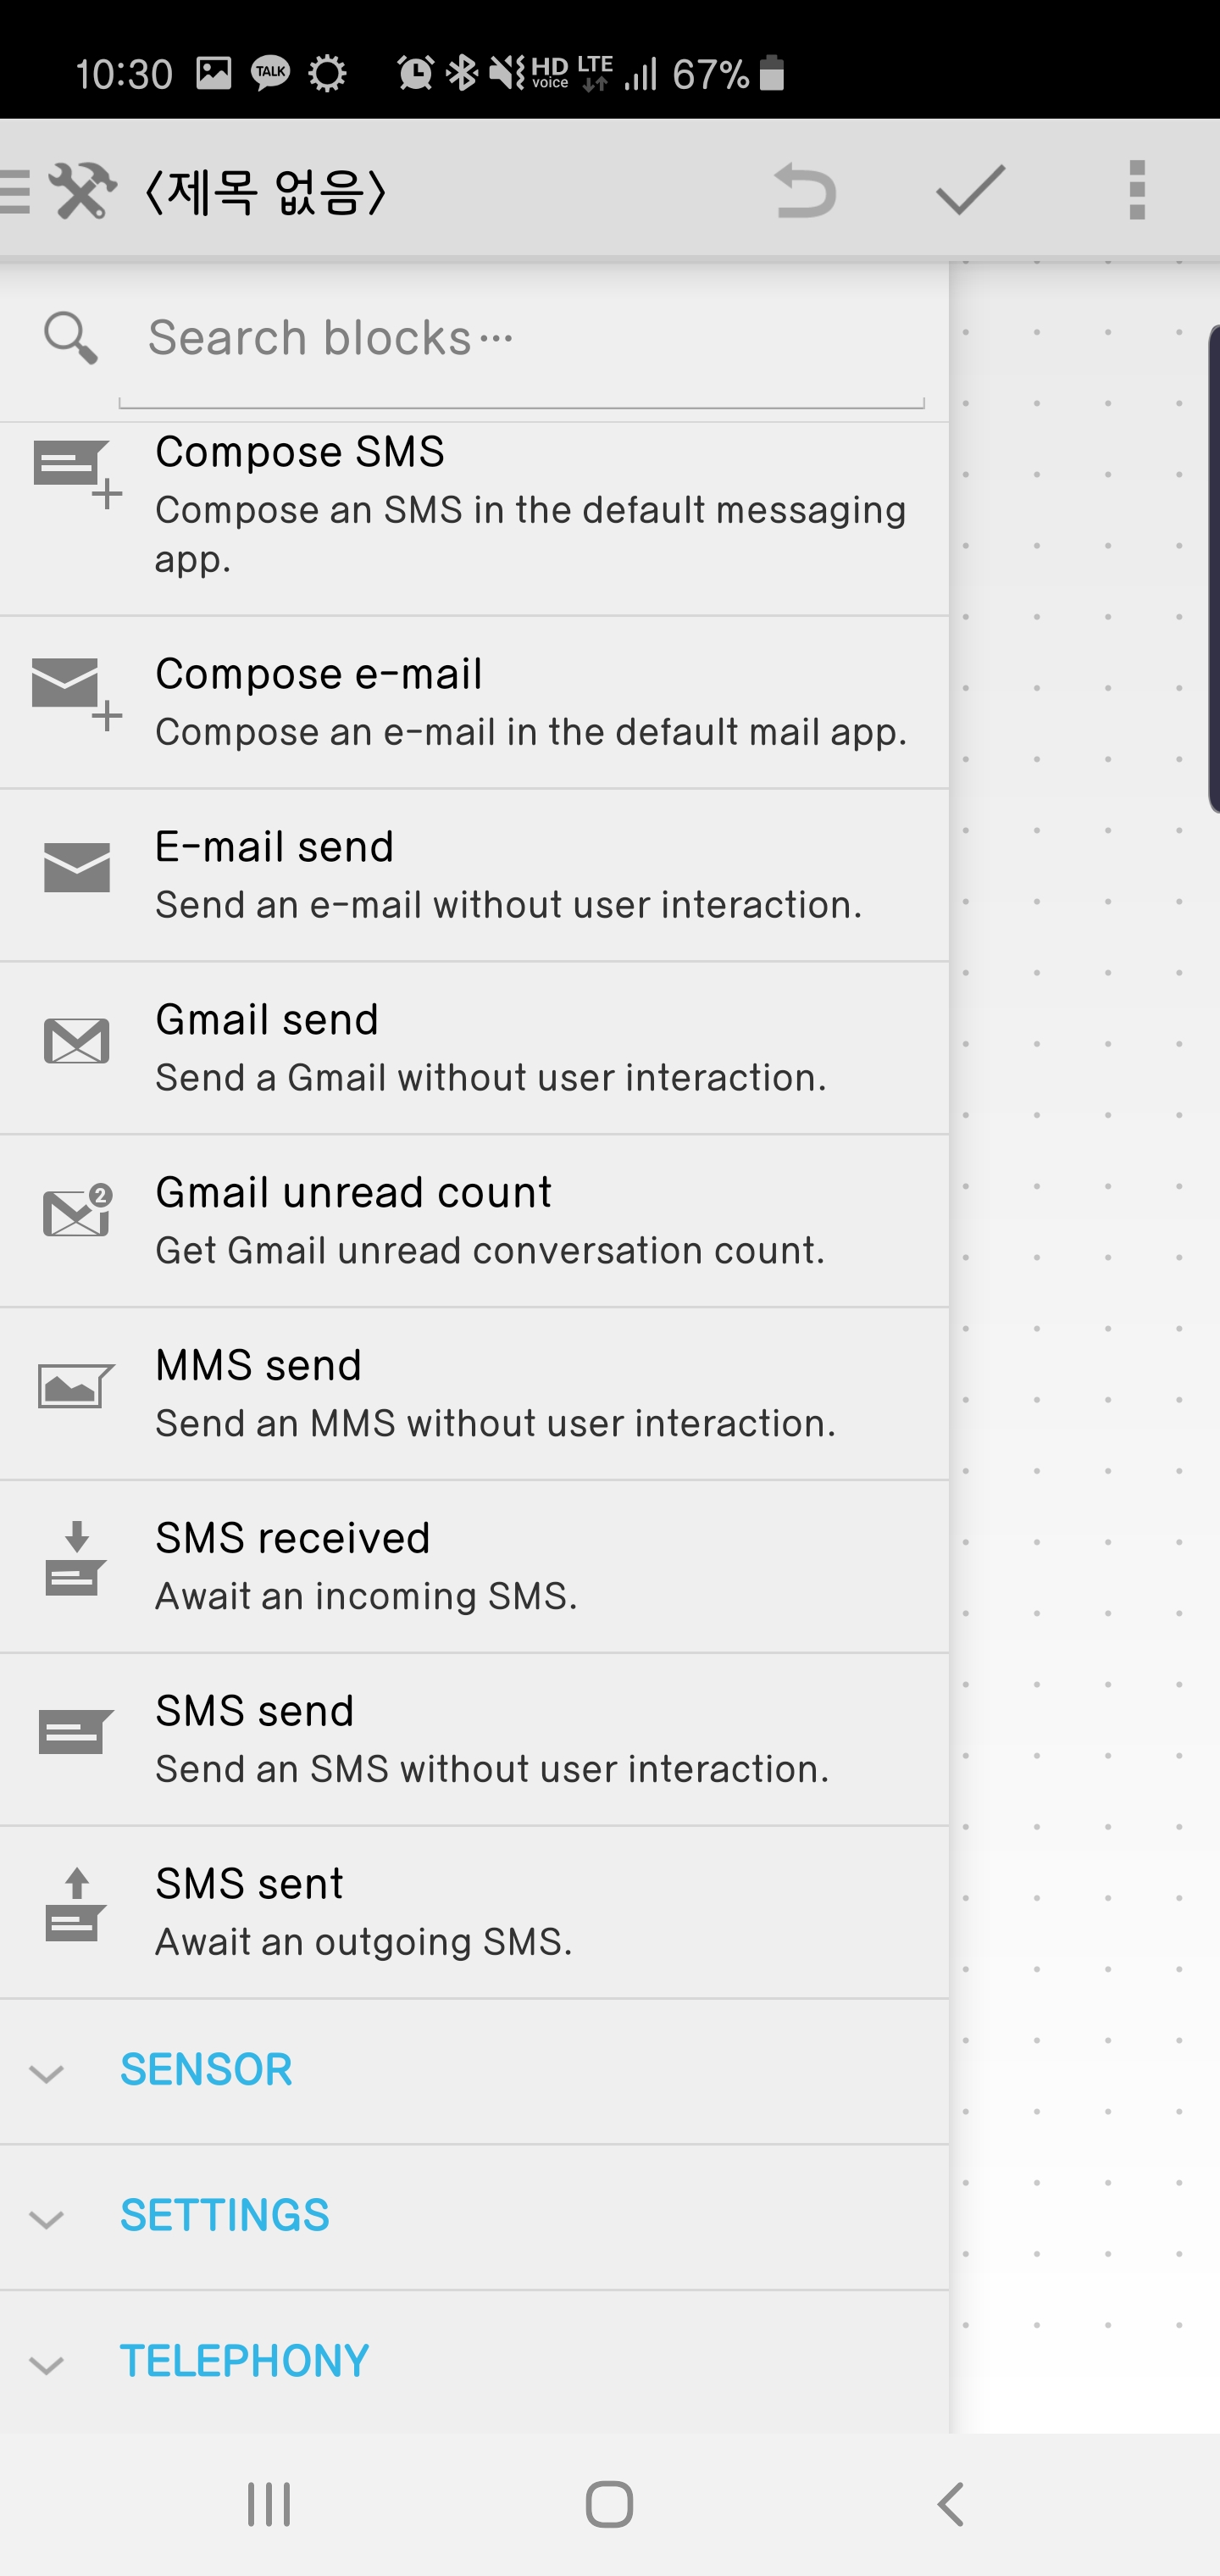 10:30 TALK HD voice LTE 67%
〈제목 없음〉
Search blocks…
Compose SMS
Compose an SMS in the default messaging
app.
Compose e-mail
Compose an e-mail in the default mail app.
E-mail send
Send an e-mail without user interaction.
Gmail send
Send a Gmail without user interaction.
2
Gmail unread count
Get Gmail unread conversation count.
MMS send
Send an MMS without user interaction.
SMS received
Await an incoming SMS.
SMS send
Send an SMS without user interaction.
SMS sent
Await an outgoing SMS.
SENSOR
SETTINGS
TELEPHONY